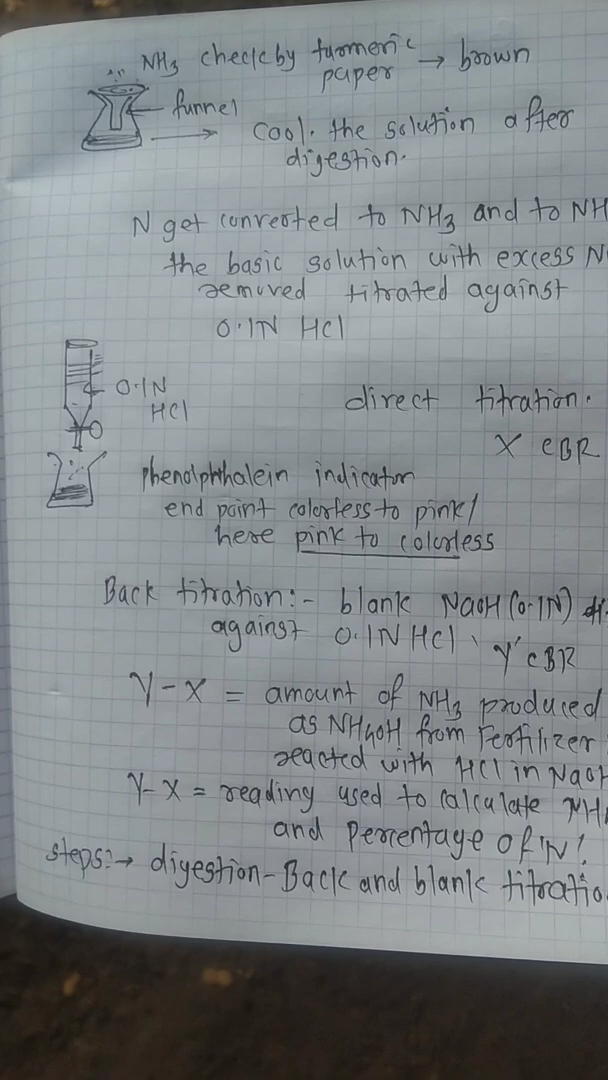 NH3 check by turmeric
paper → brown
funnel
→ Cool. the solution after
digestion.
N get converted to NH3 and to NH
the basic solution with excess N
removed titrated against
0.1N HCl
0.1N
HCl
direct titration.
X CBR
phenolphthalein indicator
end point colorless to pink/
here pink to colorless
Back titration:- blank NaOH (0.1N)
against 0.1N HCl, Y' CBR
Y-X = amount of NH3 produced
as NH4OH from Fertilizer
reacted with HCl in NaOH
Y-X = reading used to calculate NH
and percentage of 'N'.
steps:→ digestion-Back and blank titratio